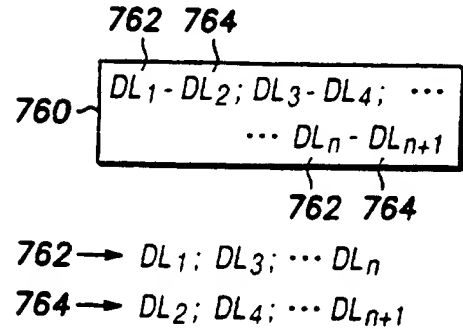 762 764
DL₁ - DL₂; DL₃ - DL₄; ...
760
... DLₙ - DLₙ₊₁
762 764
762 → DL₁; DL₃; ... DLₙ
764 → DL₂; DL₄; ... DLₙ₊₁